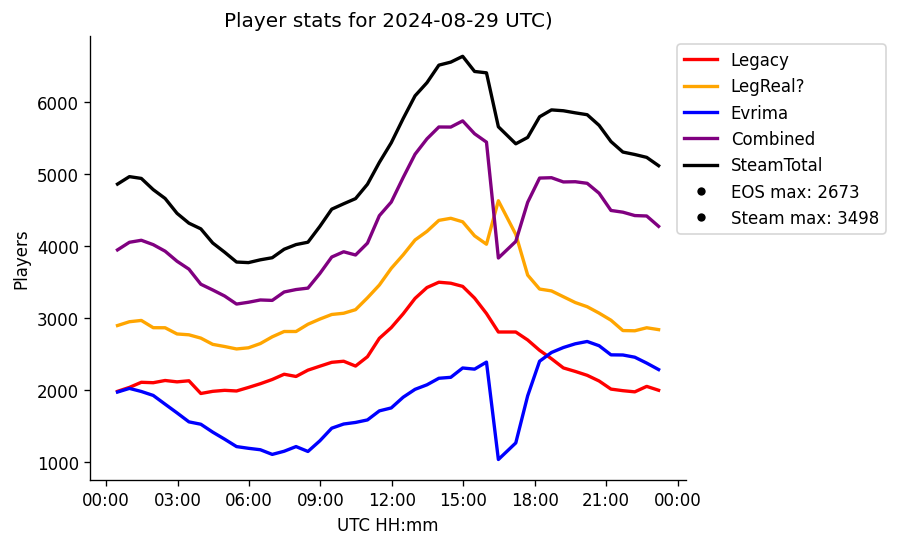 Player stats for 2024-08-29 UTC)
Legacy
LegReal?
Evrima
Combined
SteamTotal
EOS max: 2673
Steam max: 3498
Players
6000
5000
4000
3000
2000
1000
00:00 03:00 06:00 09:00 12:00 15:00 18:00 21:00 00:00
UTC HH:mm